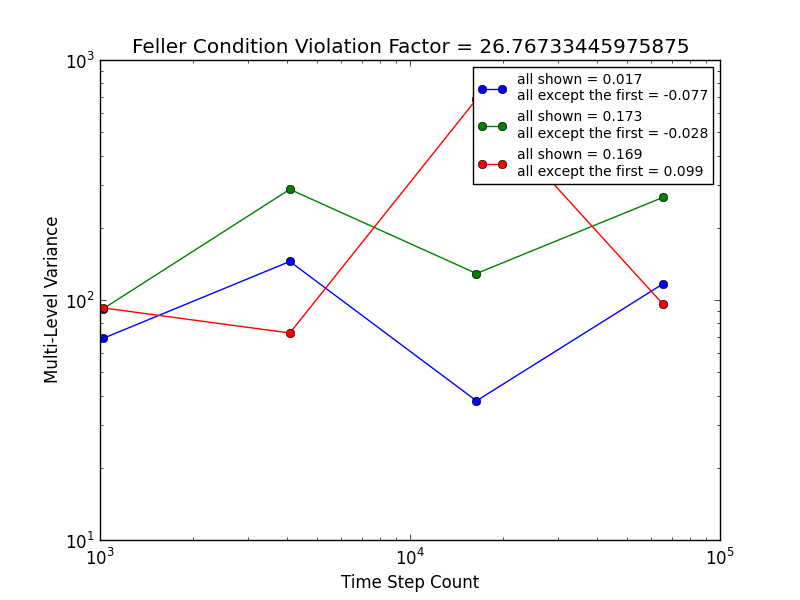 Feller Condition Violation Factor = 26.76733445975875
10³
all shown = 0.017
all except the first = -0.077
all shown = 0.173
all except the first = -0.028
all shown = 0.169
all except the first = 0.099
Multi-Level Variance
10²
10¹
10³
10⁴
10⁵
Time Step Count